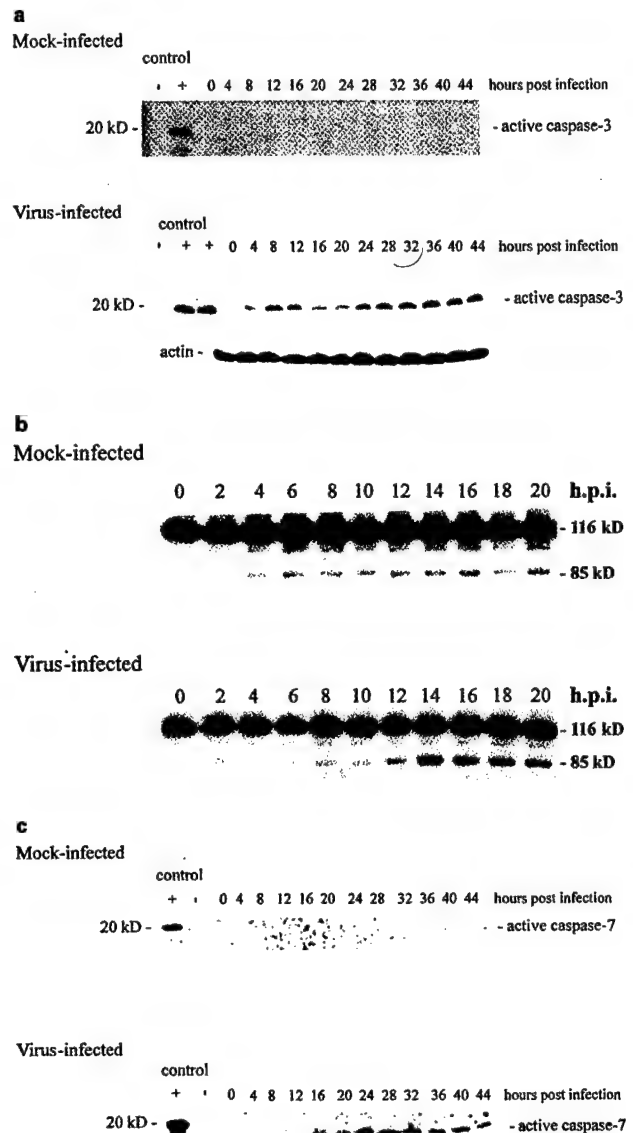 a
Mock-infected
control
- + 0 4 8 12 16 20 24 28 32 36 40 44 hours post infection
20 kD - - active caspase-3
Virus-infected
control
- + + 0 4 8 12 16 20 24 28 32 36 40 44 hours post infection
20 kD - - active caspase-3
actin -
b
Mock-infected
0 2 4 6 8 10 12 14 16 18 20 h.p.i.
- 116 kD
- 85 kD
Virus-infected
0 2 4 6 8 10 12 14 16 18 20 h.p.i.
- 116 kD
- 85 kD
c
Mock-infected
control
+ - 0 4 8 12 16 20 24 28 32 36 40 44 hours post infection
20 kD - - active caspase-7
Virus-infected
control
+ - 0 4 8 12 16 20 24 28 32 36 40 44 hours post infection
20 kD - - active caspase-7